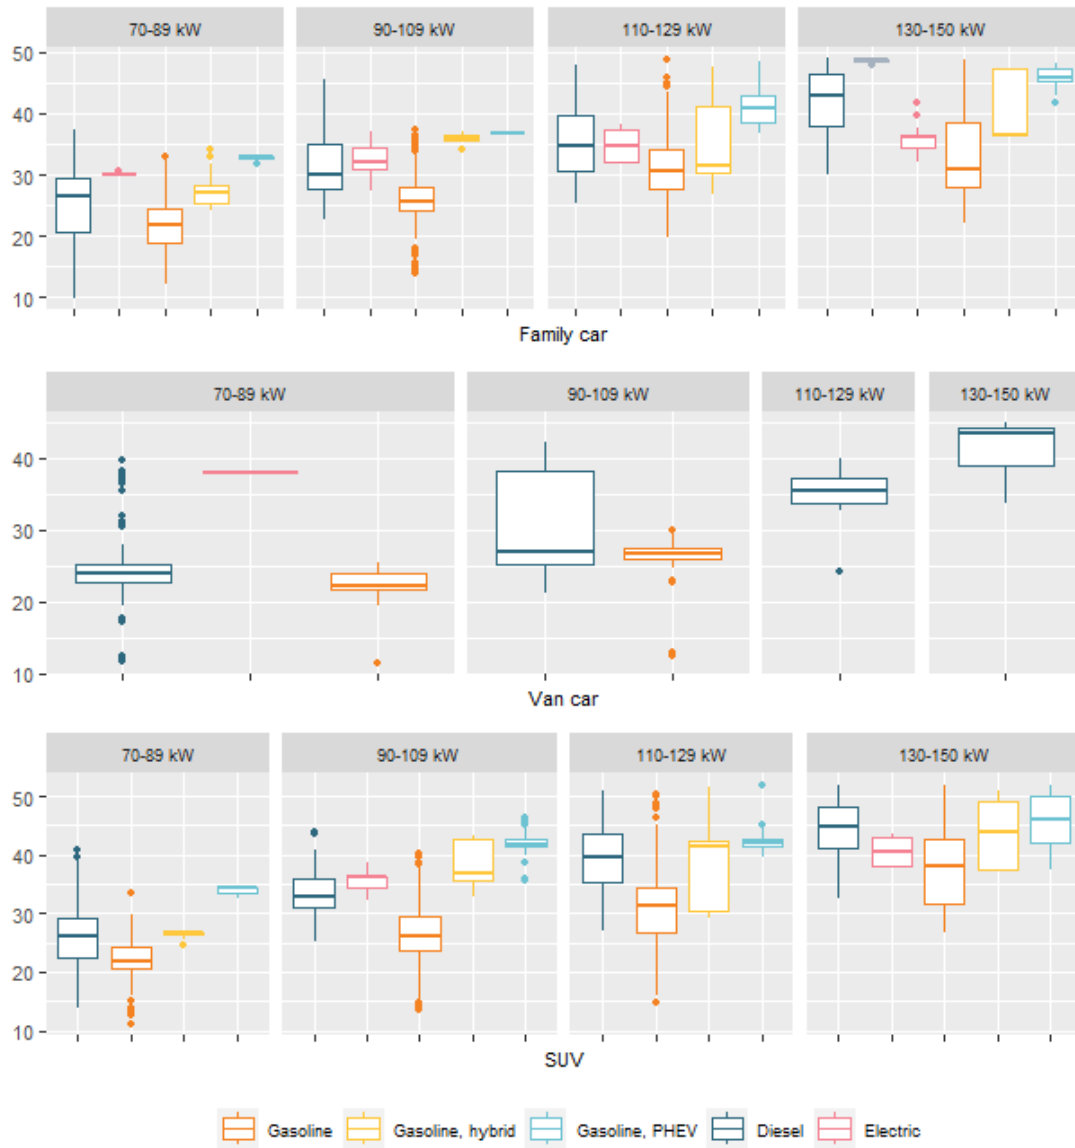 70-89 kW 90-109 kW 110-129 kW 130-150 kW
50
40
30
20
10
Family car
70-89 kW 90-109 kW 110-129 kW 130-150 kW
40
30
20
10
Van car
70-89 kW 90-109 kW 110-129 kW 130-150 kW
50
40
30
20
10
SUV
Gasoline Gasoline, hybrid Gasoline, PHEV Diesel Electric